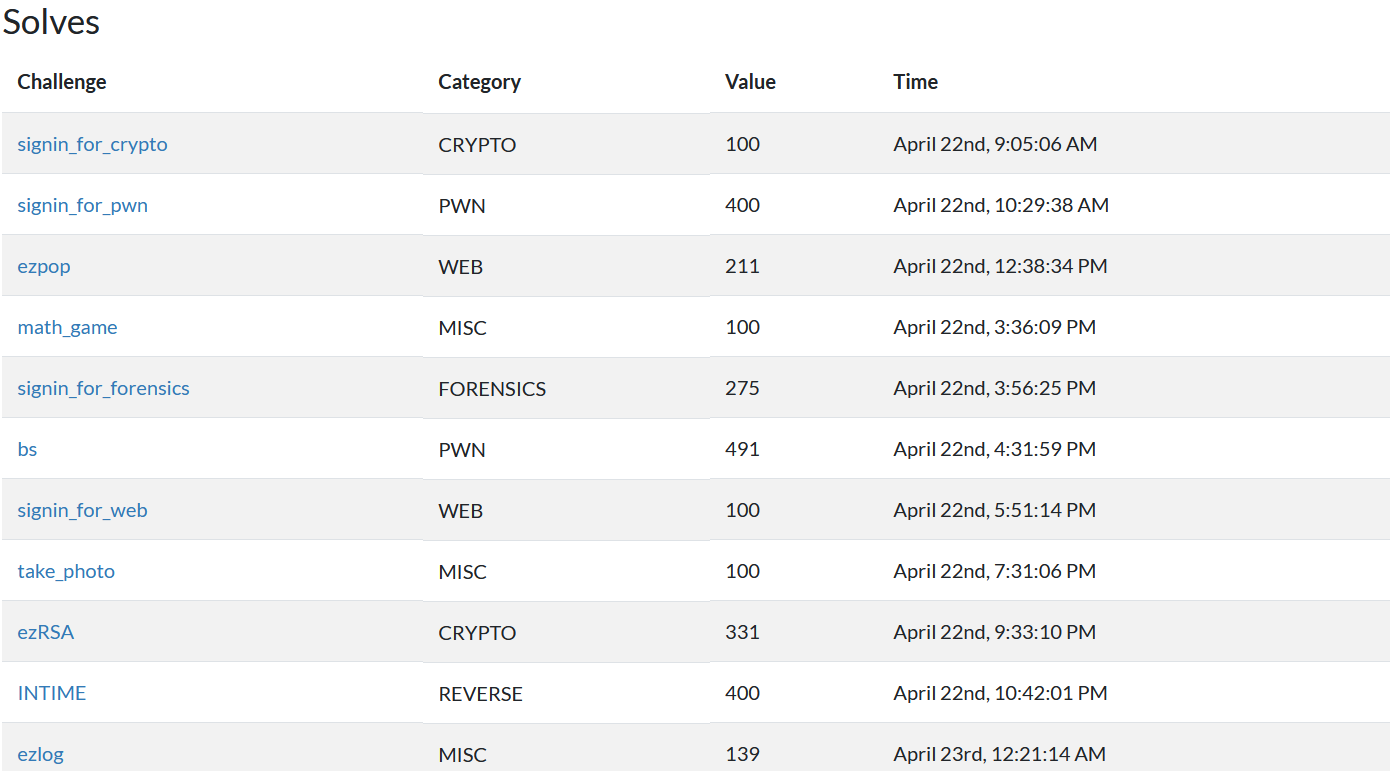 Solves
Challenge Category Value Time
signin_for_crypto CRYPTO 100 April 22nd, 9:05:06 AM
signin_for_pwn PWN 400 April 22nd, 10:29:38 AM
ezpop WEB 211 April 22nd, 12:38:34 PM
math_game MISC 100 April 22nd, 3:36:09 PM
signin_for_forensics FORENSICS 275 April 22nd, 3:56:25 PM
bs PWN 491 April 22nd, 4:31:59 PM
signin_for_web WEB 100 April 22nd, 5:51:14 PM
take_photo MISC 100 April 22nd, 7:31:06 PM
ezRSA CRYPTO 331 April 22nd, 9:33:10 PM
INTIME REVERSE 400 April 22nd, 10:42:01 PM
ezlog MISC 139 April 23rd, 12:21:14 AM